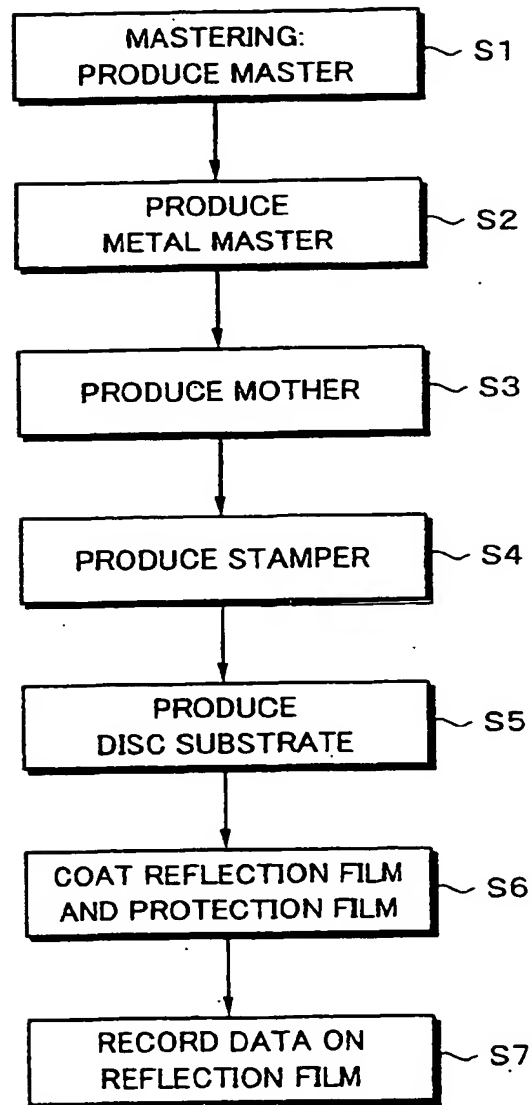 MASTERING:
PRODUCE MASTER
S1
PRODUCE
METAL MASTER
S2
PRODUCE MOTHER
S3
PRODUCE STAMPER
S4
PRODUCE
DISC SUBSTRATE
S5
COAT REFLECTION FILM
AND PROTECTION FILM
S6
RECORD DATA ON
REFLECTION FILM
S7